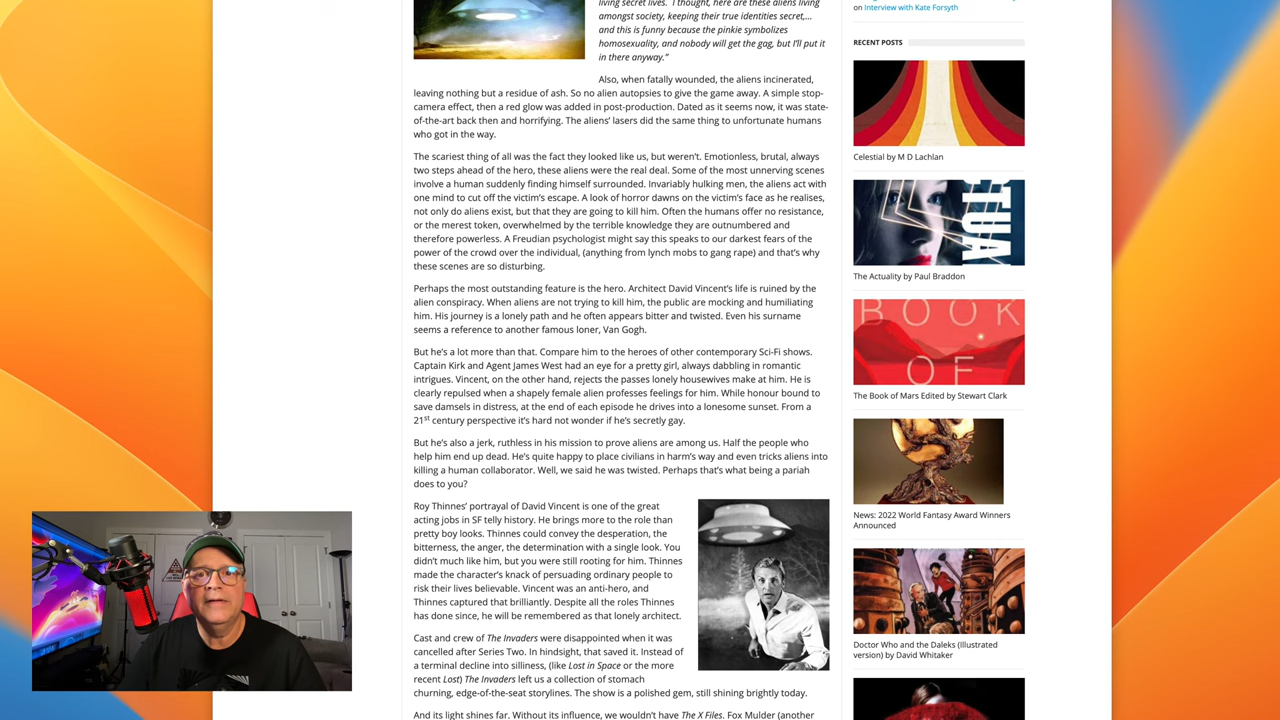 living secret lives. "I thought, here are these aliens living
amongst society, keeping their true identities secret,…
and this is funny because the pinkie symbolizes
homosexuality, and nobody will get the gag, but I'll put it
in there anyway."
Also, when fatally wounded, the aliens incinerated,
leaving nothing but a residue of ash. So no alien autopsies to give the game away. A simple stop-
camera effect, then a red glow was added in post-production. Dated as it seems now, it was state-
of-the-art back then and horrifying. The aliens' lasers did the same thing to unfortunate humans
who got in the way.
The scariest thing of all was the fact they looked like us, but weren't. Emotionless, brutal, always
two steps ahead of the hero, these aliens were the real deal. Some of the most unnerving scenes
involve a human suddenly finding himself surrounded. Invariably hulking men, the aliens act with
one mind to cut off the victim's escape. A look of horror dawns on the victim's face as he realises,
not only do aliens exist, but that they are going to kill him. Often the humans offer no resistance,
or the merest token, overwhelmed by the terrible knowledge they are outnumbered and
therefore powerless. A Freudian psychologist might say this speaks to our darkest fears of the
power of the crowd over the individual, (anything from lynch mobs to gang rape) and that's why
these scenes are so disturbing.
Perhaps the most outstanding feature is the hero. Architect David Vincent's life is ruined by the
alien conspiracy. When aliens are not trying to kill him, the public are mocking and humiliating
him. His journey is a lonely path and he often appears bitter and twisted. Even his surname
seems a reference to another famous loner, Van Gogh.
But he's a lot more than that. Compare him to the heroes of other contemporary Sci-Fi shows.
Captain Kirk and Agent James West had an eye for a pretty girl, always dabbling in romantic
intrigues. Vincent, on the other hand, rejects the passes lonely housewives make at him. He is
clearly repulsed when a shapely female alien professes feelings for him. While honour bound to
save damsels in distress, at the end of each episode he drives into a lonesome sunset. From a
21st century perspective it's hard not wonder if he's secretly gay.
But he's also a jerk, ruthless in his mission to prove aliens are among us. Half the people who
help him end up dead. He's quite happy to place civilians in harm's way and even tricks aliens into
killing a human collaborator. Well, we said he was twisted. Perhaps that's what being a pariah
does to you?
Roy Thinnes' portrayal of David Vincent is one of the great
acting jobs in SF telly history. He brings more to the role than
pretty boy looks. Thinnes could convey the desperation, the
bitterness, the anger, the determination with a single look. You
didn't much like him, but you were still rooting for him. Thinnes
made the character's knack of persuading ordinary people to
risk their lives believable. Vincent was an anti-hero, and
Thinnes captured that brilliantly. Despite all the roles Thinnes
has done since, he will be remembered as that lonely architect.
Cast and crew of The Invaders were disappointed when it was
cancelled after Series Two. In hindsight, that saved it. Instead of
a terminal decline into silliness, (like Lost in Space or the more
recent Lost) The Invaders left us a collection of stomach
churning, edge-of-the-seat storylines. The show is a polished gem, still shining brightly today.
And its light shines far. Without its influence, we wouldn't have The X Files. Fox Mulder (another
on Interview with Kate Forsyth
RECENT POSTS
Celestial by M D Lachlan
TUA
The Actuality by Paul Braddon
BOOK
OF
The Book of Mars Edited by Stewart Clark
News: 2022 World Fantasy Award Winners
Announced
Doctor Who and the Daleks (Illustrated
version) by David Whitaker